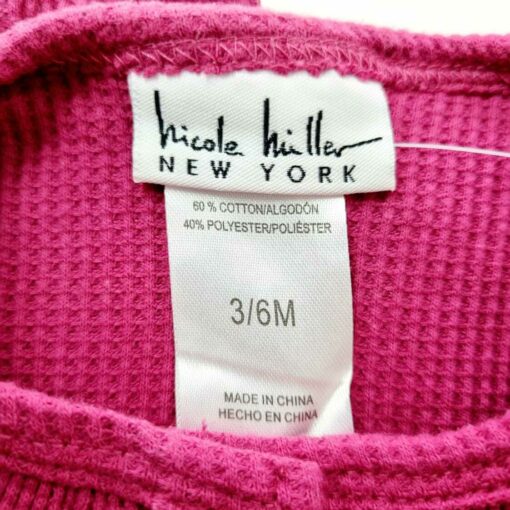 nicole miller
NEW YORK
60 % COTTON/ALGODÓN
40% POLYESTER/POLIÉSTER
3/6M
MADE IN CHINA
HECHO EN CHINA